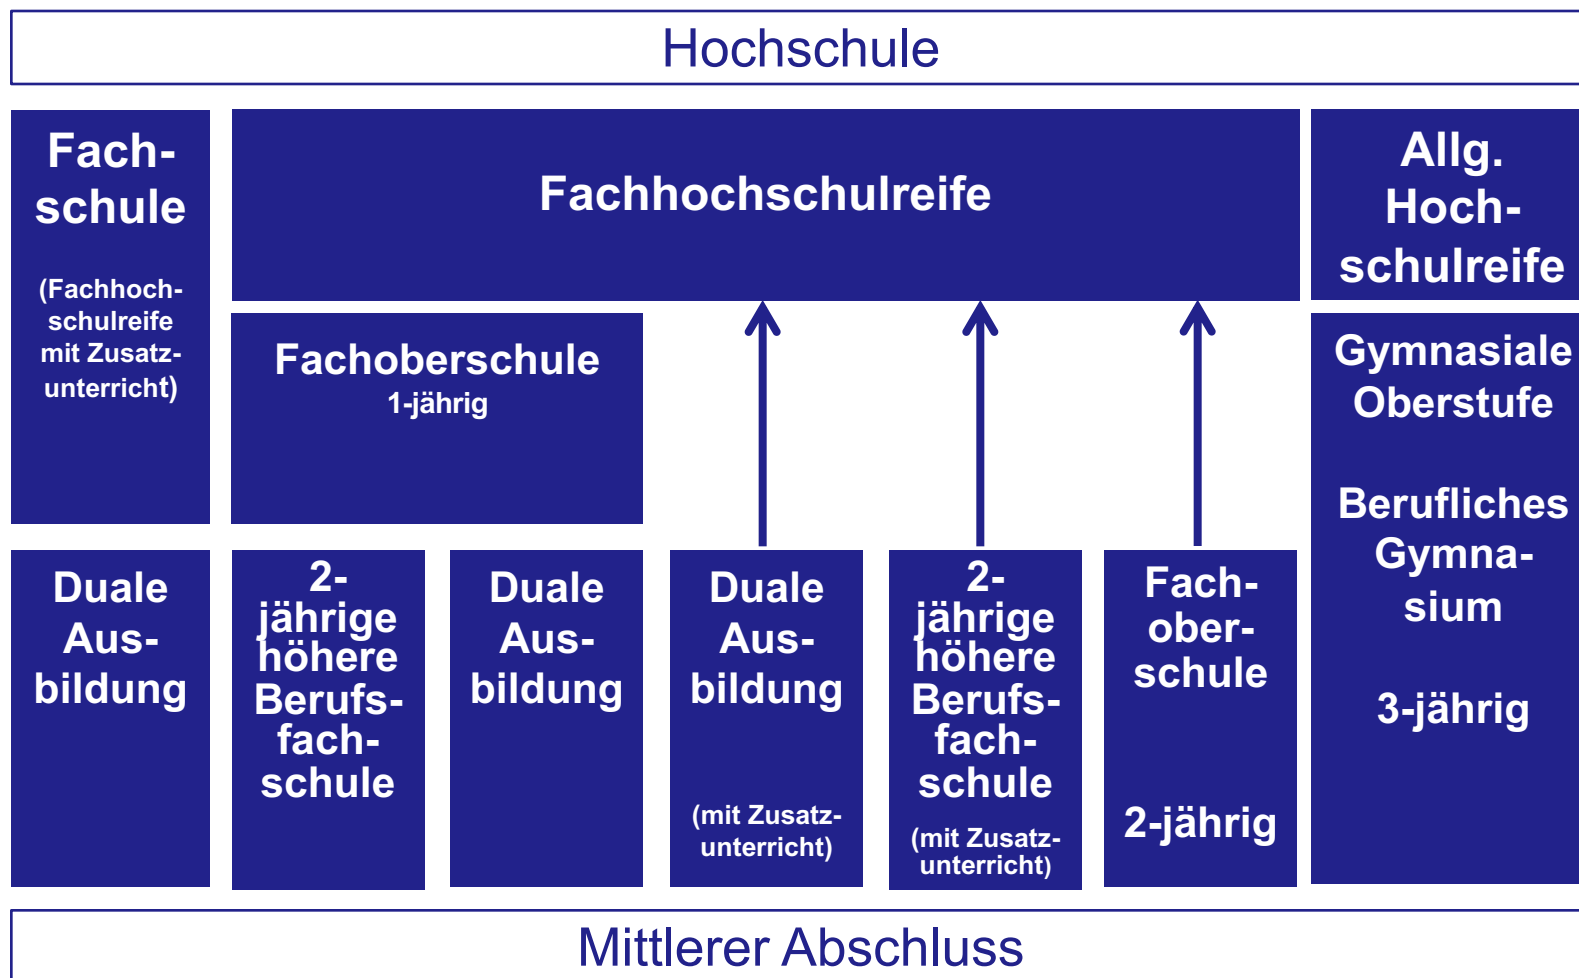 Hochschule
Fach-
schule
(Fachhoch-
schulreife
mit Zusatz-
unterricht)
Fachhochschulreife
Allg.
Hoch-
schulreife
Fachoberschule
1-jährig
Gymnasiale
Oberstufe
Berufliches
Gymna-
sium
3-jährig
Duale
Aus-
bildung
2-
jährige
höhere
Berufs-
fach-
schule
Duale
Aus-
bildung
Duale
Aus-
bildung
(mit Zusatz-
unterricht)
2-
jährige
höhere
Berufs-
fach-
schule
(mit Zusatz-
unterricht)
Fach-
ober-
schule
2-jährig
Mittlerer Abschluss